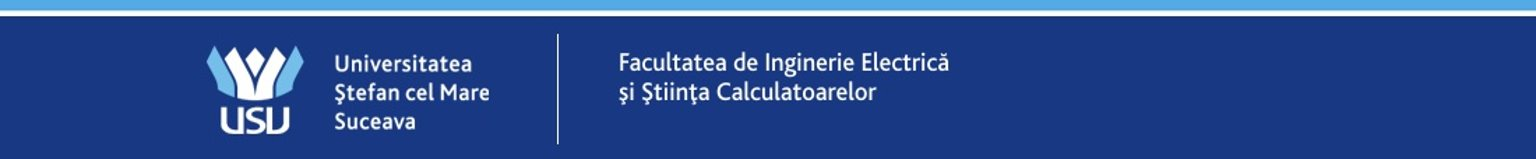 USU
Universitatea
Ştefan cel Mare
Suceava
Facultatea de Inginerie Electrică
şi Ştiinţa Calculatoarelor